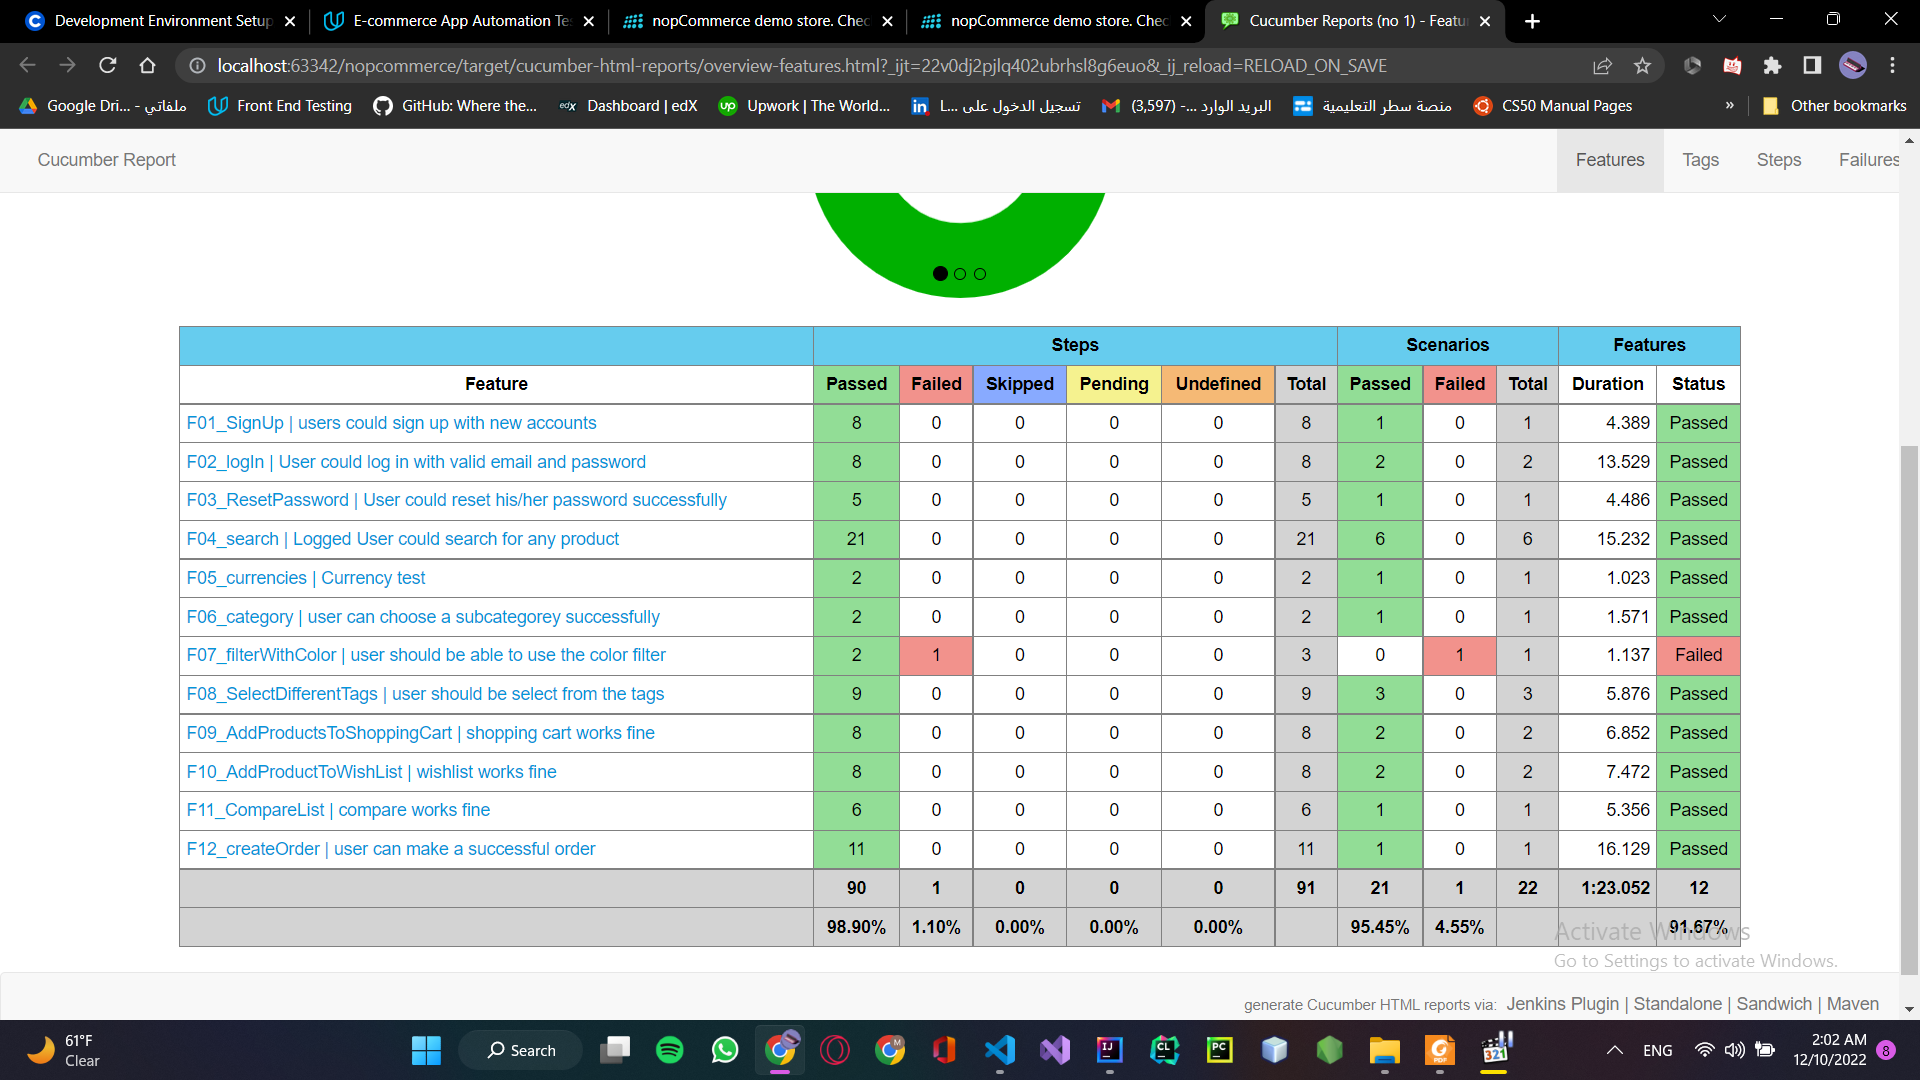 Development Environment Setup
E-commerce App Automation Te
nopCommerce demo store. Chec
nopCommerce demo store. Chec
Cucumber Reports (no 1) - Featu
localhost:63342/nopcommerce/target/cucumber-html-reports/overview-features.html?_ijt=22v0dj2pjlq402ubrhsl8g6euo&_ij_reload=RELOAD_ON_SAVE
Google Dri... - ملفاتي
Front End Testing
GitHub: Where the...
edX Dashboard | edX
up Upwork | The World...
in L... تسجيل الدخول على
(3,597) -... البريد الوارد
منصة سطر التعليمية
CS50 Manual Pages
»
Other bookmarks
Cucumber Report Features Tags Steps Failures
Steps Scenarios Features
Feature Passed Failed Skipped Pending Undefined Total Passed Failed Total Duration Status
F01_SignUp | users could sign up with new accounts 8 0 0 0 0 8 1 0 1 4.389 Passed
F02_logIn | User could log in with valid email and password 8 0 0 0 0 8 2 0 2 13.529 Passed
F03_ResetPassword | User could reset his/her password successfully 5 0 0 0 0 5 1 0 1 4.486 Passed
F04_search | Logged User could search for any product 21 0 0 0 0 21 6 0 6 15.232 Passed
F05_currencies | Currency test 2 0 0 0 0 2 1 0 1 1.023 Passed
F06_category | user can choose a subcategorey successfully 2 0 0 0 0 2 1 0 1 1.571 Passed
F07_filterWithColor | user should be able to use the color filter 2 1 0 0 0 3 0 1 1 1.137 Failed
F08_SelectDifferentTags | user should be select from the tags 9 0 0 0 0 9 3 0 3 5.876 Passed
F09_AddProductsToShoppingCart | shopping cart works fine 8 0 0 0 0 8 2 0 2 6.852 Passed
F10_AddProductToWishList | wishlist works fine 8 0 0 0 0 8 2 0 2 7.472 Passed
F11_CompareList | compare works fine 6 0 0 0 0 6 1 0 1 5.356 Passed
F12_createOrder | user can make a successful order 11 0 0 0 0 11 1 0 1 16.129 Passed
90 1 0 0 0 91 21 1 22 1:23.052 12
98.90% 1.10% 0.00% 0.00% 0.00% 95.45% 4.55% 91.67%
Activate Windows
Go to Settings to activate Windows.
generate Cucumber HTML reports via: Jenkins Plugin | Standalone | Sandwich | Maven
61°F
Clear
Search
M
IJ
CL
PC
PDF
321
ENG
2:02 AM
12/10/2022
8